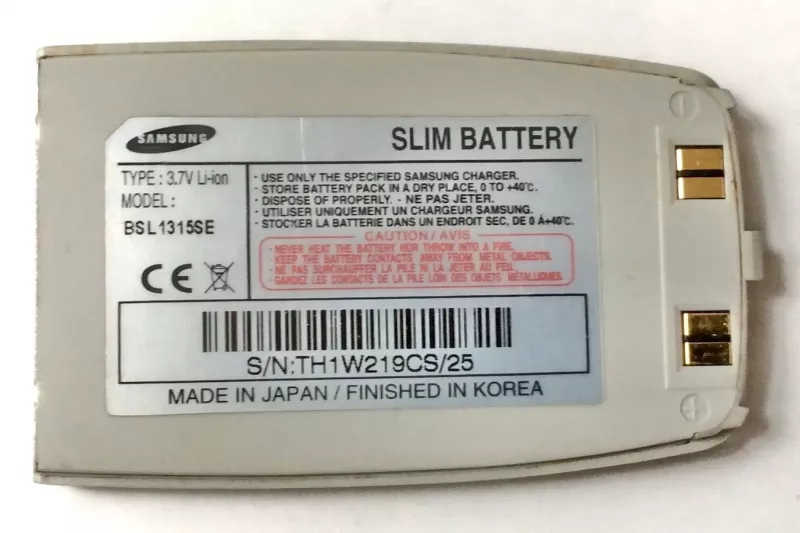 SAMSUNG
SLIM BATTERY
TYPE : 3.7V Li-ion
MODEL :
BSL1315SE
· USE ONLY THE SPECIFIED SAMSUNG CHARGER.
· STORE BATTERY PACK IN A DRY PLACE, 0 TO +40℃.
· DISPOSE OF PROPERLY. - NE PAS JETER.
· UTILISER UNIQUEMENT UN CHARGEUR SAMSUNG.
· STOCKER LA BATTERIE DANS UN ENDROIT SEC, DE 0 A+40℃.
CAUTION / AVIS
· NEVER HEAT THE BATTERY NOR THROW INTO A FIRE.
· KEEP THE BATTERY CONTACTS AWAY FROM METAL OBJECTS.
· NE PAS SURCHAUFFER LA PILE NI LA JETER AU FEU.
· GARDEZ LES CONTACTS DE LA PILE LOIN DES OBJETS METALLIQUES.
CE
S/N:TH1W219CS/25
MADE IN JAPAN / FINISHED IN KOREA